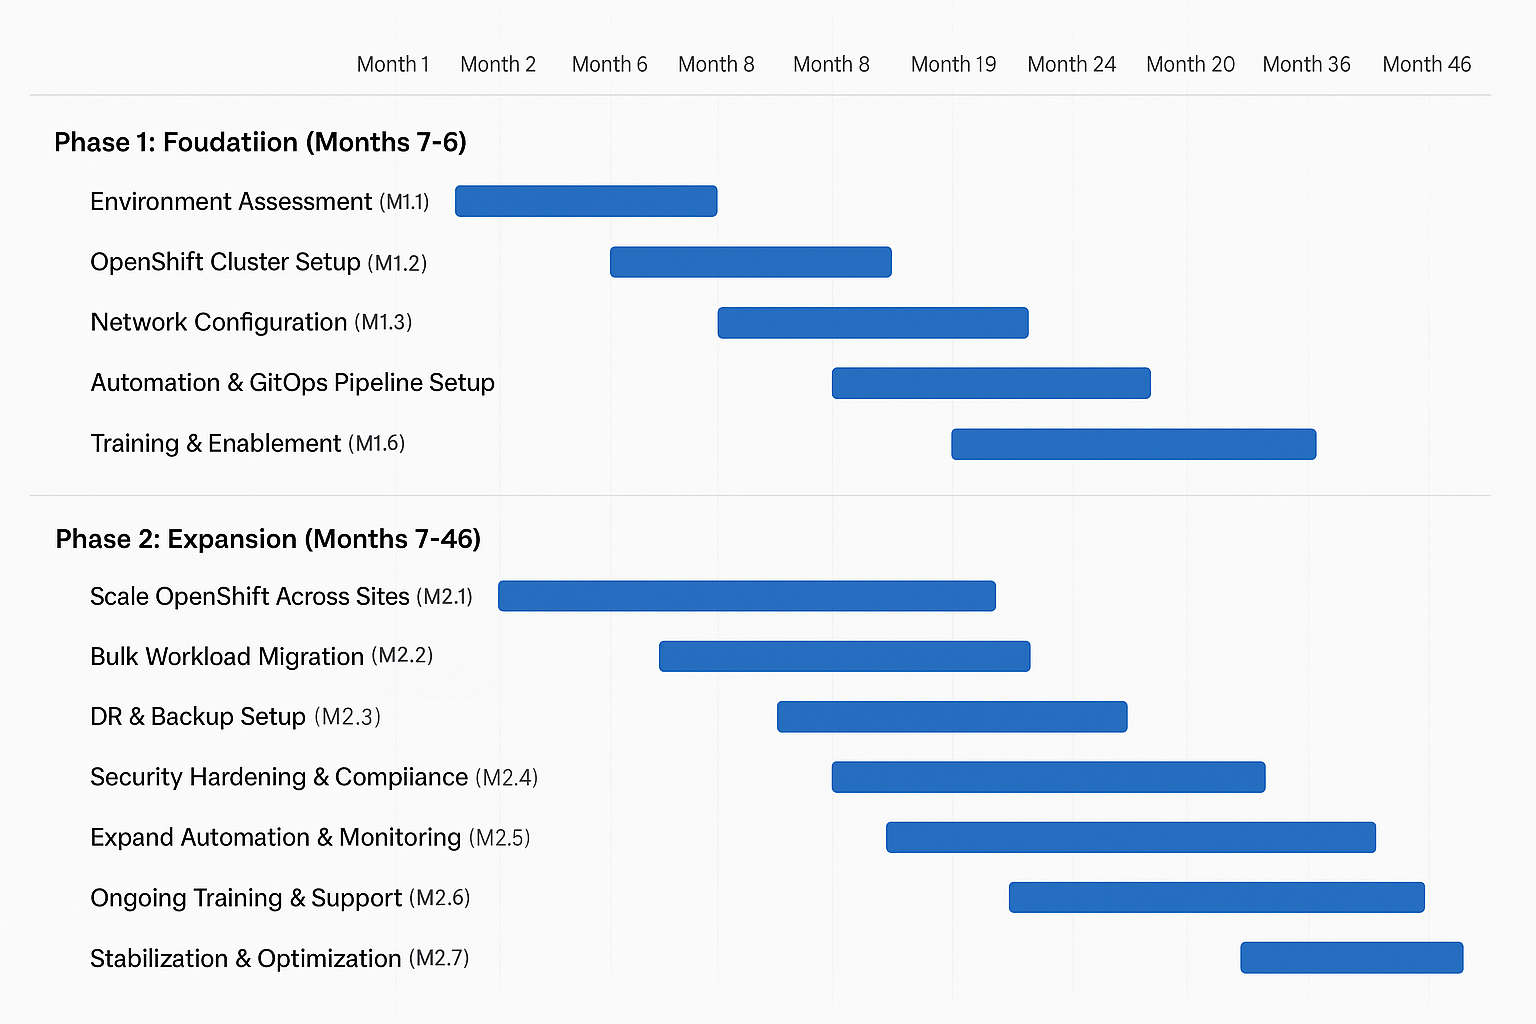 Month 1 Month 2 Month 6 Month 8 Month 8 Month 19 Month 24 Month 20 Month 36 Month 46
Phase 1: Foudatiion (Months 7-6)
Environment Assessment (M1.1)
OpenShift Cluster Setup (M1.2)
Network Configuration (M1.3)
Automation & GitOps Pipeline Setup
Training & Enablement (M1.6)
Phase 2: Expansion (Months 7-46)
Scale OpenShift Across Sites (M2.1)
Bulk Workload Migration (M2.2)
DR & Backup Setup (M2.3)
Security Hardening & Compiiance (M2.4)
Expand Automation & Monitoring (M2.5)
Ongoing Training & Support (M2.6)
Stabilization & Optimization (M2.7)